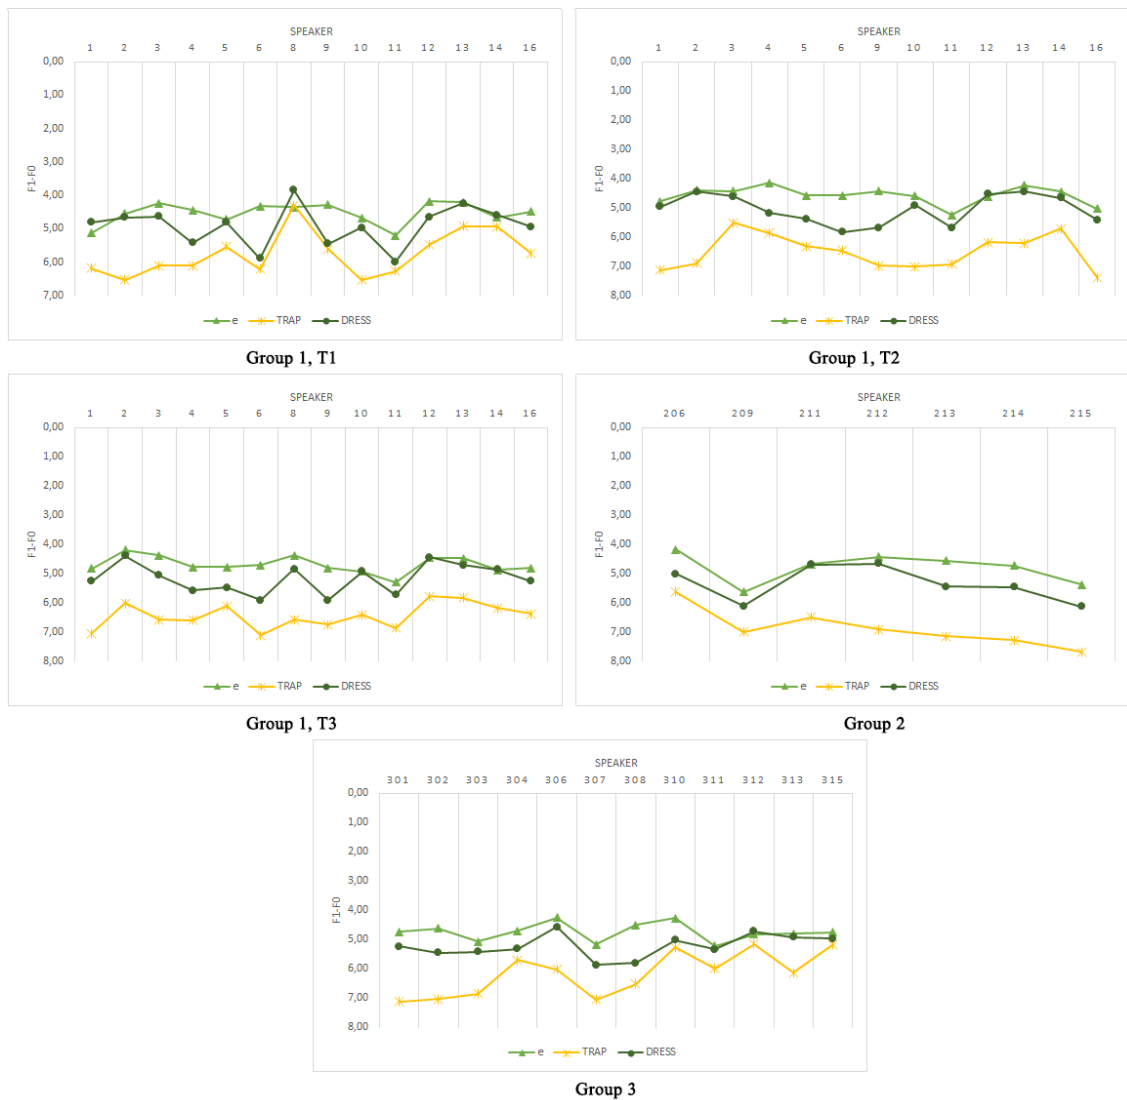 SPEAKER
1 2 3 4 5 6 8 9 10 11 12 13 14 16
0,00
1,00
2,00
3,00
4,00
5,00
6,00
7,00
F1-F0
e TRAP DRESS
Group 1, T1
SPEAKER
1 2 3 4 5 6 9 10 11 12 13 14 16
0,00
1,00
2,00
3,00
4,00
5,00
6,00
7,00
8,00
F1-F0
e TRAP DRESS
Group 1, T2
SPEAKER
1 2 3 4 5 6 8 9 10 11 12 13 14 16
0,00
1,00
2,00
3,00
4,00
5,00
6,00
7,00
8,00
F1-F0
e TRAP DRESS
Group 1, T3
SPEAKER
206 209 211 212 213 214 215
0,00
1,00
2,00
3,00
4,00
5,00
6,00
7,00
8,00
F1-F0
e TRAP DRESS
Group 2
SPEAKER
301 302 303 304 306 307 308 310 311 312 313 315
0,00
1,00
2,00
3,00
4,00
5,00
6,00
7,00
8,00
F1-F0
e TRAP DRESS
Group 3